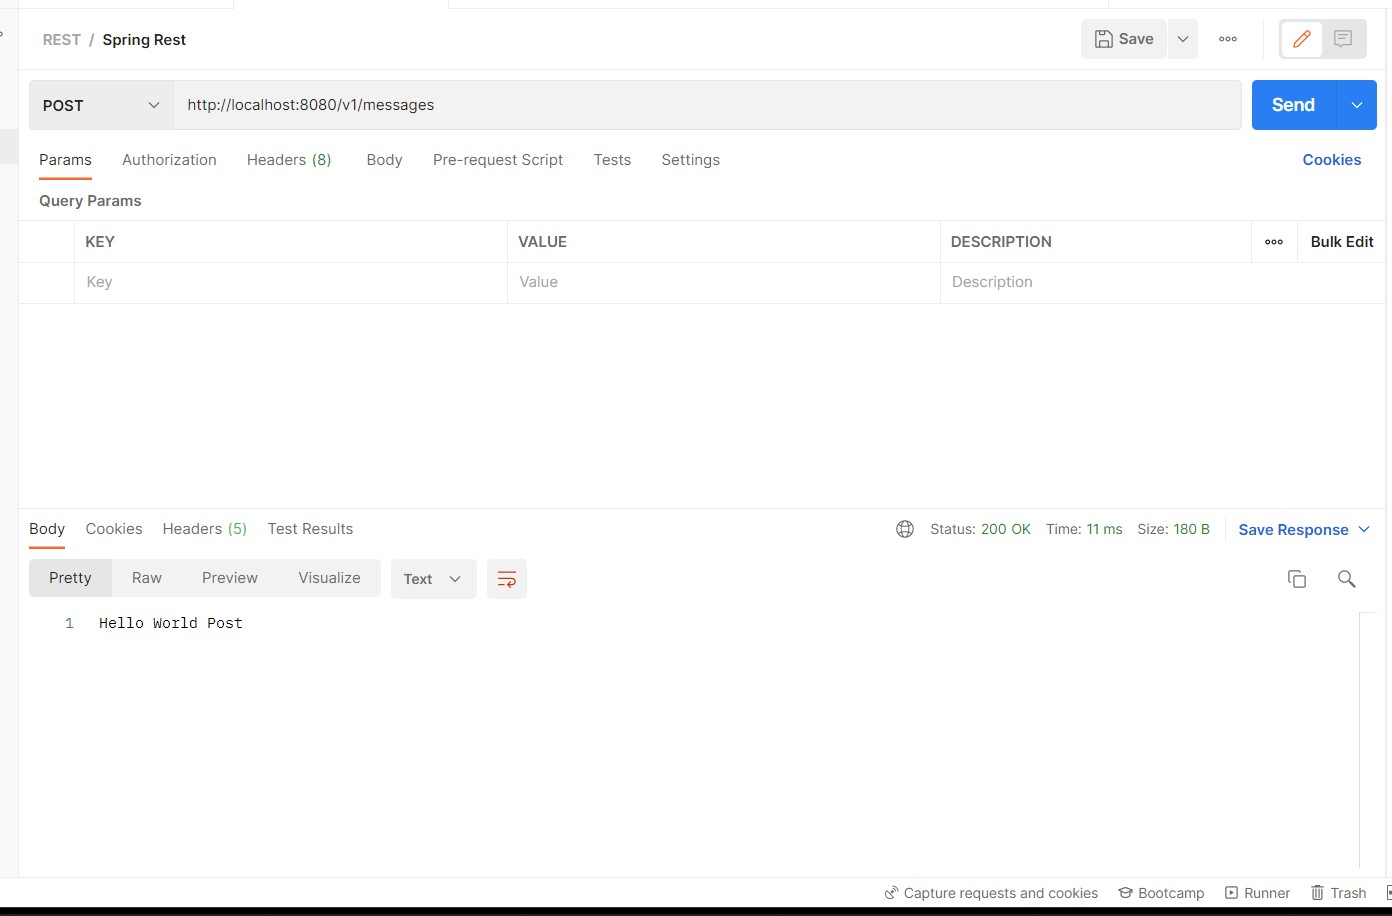 REST / Spring Rest
Save
POST
http://localhost:8080/v1/messages
Send
Params Authorization Headers (8) Body Pre-request Script Tests Settings Cookies
Query Params
KEY VALUE DESCRIPTION Bulk Edit
Key Value Description
Body Cookies Headers (5) Test Results Status: 200 OK Time: 11 ms Size: 180 B Save Response
Pretty Raw Preview Visualize Text
1 Hello World Post
Capture requests and cookies Bootcamp Runner Trash